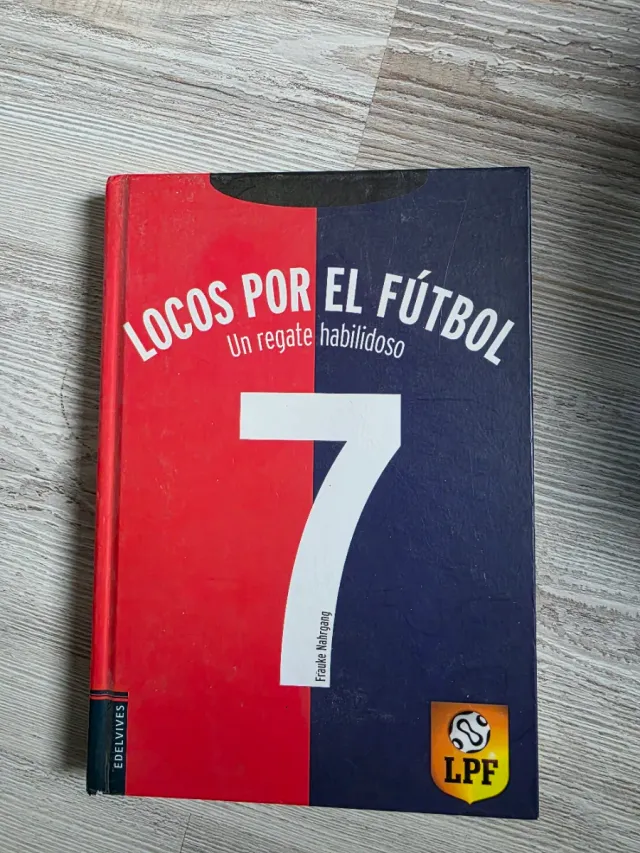 LOCOS POR EL FÚTBOL
Un regate habilidoso
7
Frauke Nahrgang
EDELVIVES
LPF